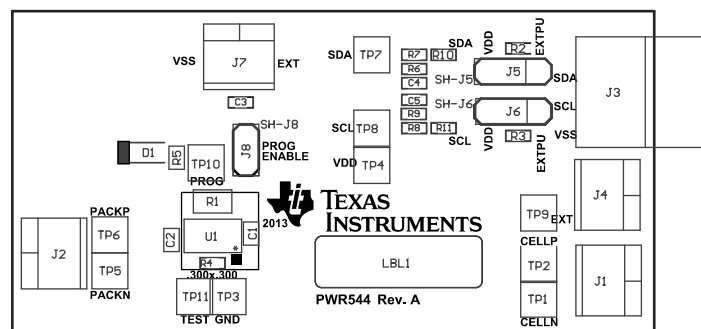 VSS
J7
EXT
C3
SDA
TP7
R7
R10
SDA
VDD
R2
EXTPU
R6
C4
SH-J5
J5
SDA
C5
SH-J6
J6
SCL
R9
R8
R11
SCL
VDD
R3
EXTPU
VSS
J3
SCL
TP8
VDD
TP4
SH-J8
J8
PROG
ENABLE
D1
R5
TP10
PROG
R1
2013
TEXAS
INSTRUMENTS
C2
U1
*
C1
R4
.300x.300
TP11
TP3
TEST
GND
PACKP
J2
TP6
TP5
PACKN
LBL1
PWR544 Rev. A
TP9
EXT
J4
CELLP
TP2
TP1
CELLN
J1